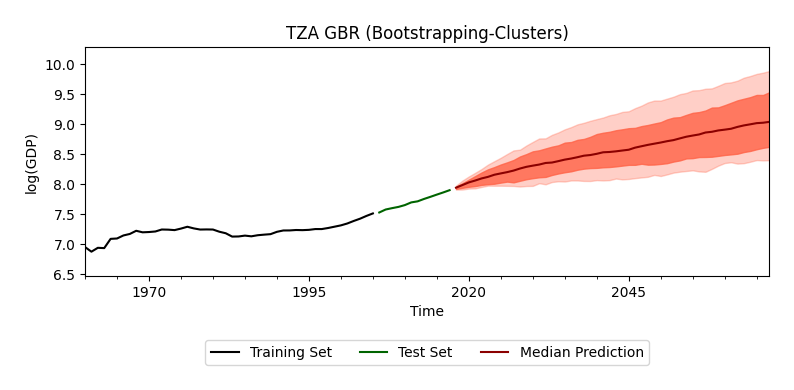 TZA GBR (Bootstrapping-Clusters)
10.0
9.5
9.0
8.5
8.0
7.5
7.0
6.5
log(GDP)
1970 1995 2020 2045
Time
Training Set Test Set Median Prediction